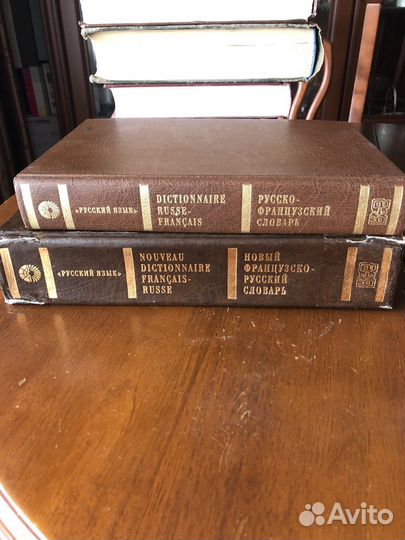 «РУССКИЙ ЯЗЫК»
DICTIONNAIRE
RUSSE-
FRANÇAIS
РУССКО-
ФРАНЦУЗСКИЙ
СЛОВАРЬ
«РУССКИЙ ЯЗЫК»
NOUVEAU
DICTIONNAIRE
FRANÇAIS-
RUSSE
НОВЫЙ
ФРАНЦУЗСКО-
РУССКИЙ
СЛОВАРЬ
Avito